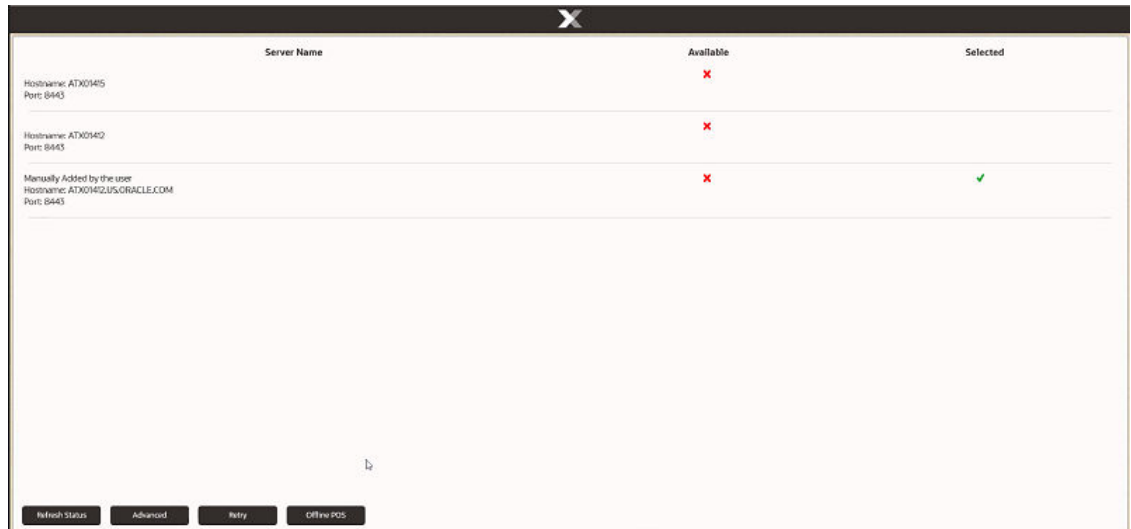 Server Name Available Selected
Hostname: ATX01415
Port: 8443
Hostname: ATX01412
Port: 8443
Manually Added by the user
Hostname: ATX01412.US.ORACLE.COM
Port: 8443
Refresh Status Advanced Retry Offline POS